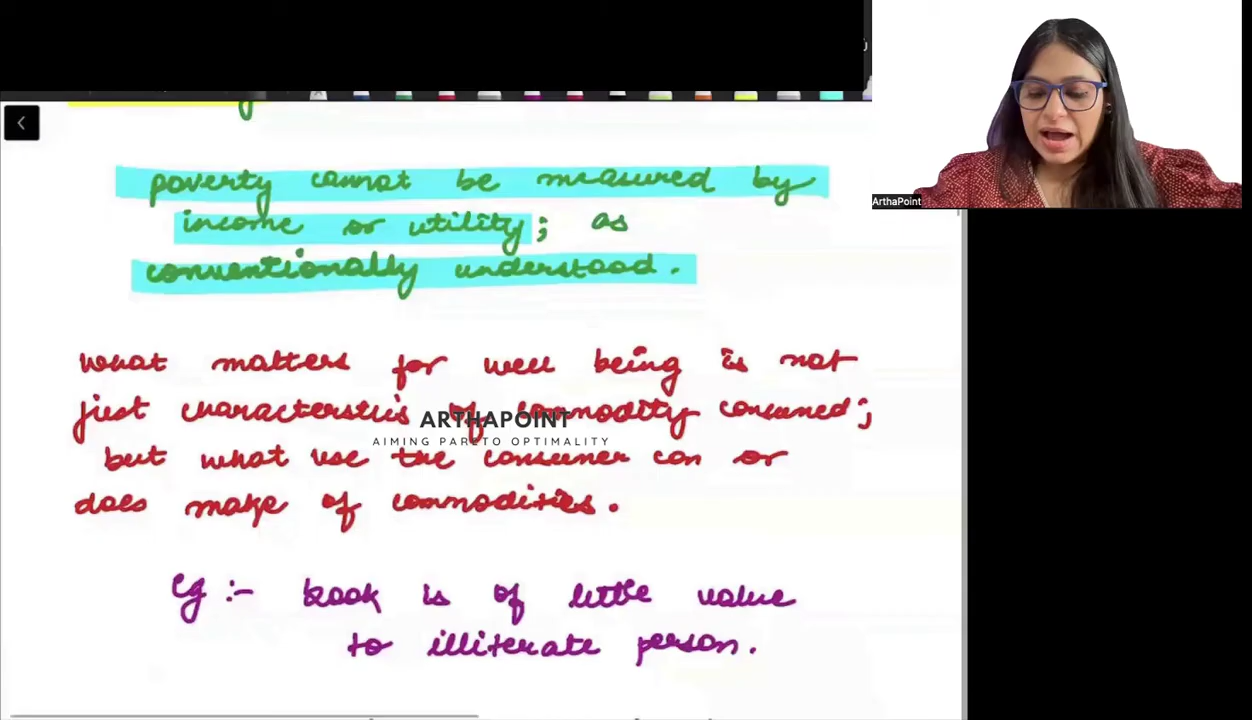 ArthaPoint
poverty cannot be measured by
income or utility; as
conventionally understood.
what matters for well being is not
just characterstics of commodity consumed;
ARTHAPOINT
AIMING PARETO OPTIMALITY
but what use the consumer can or
does make of commodities.
eg :- book is of little value
to illiterate person.